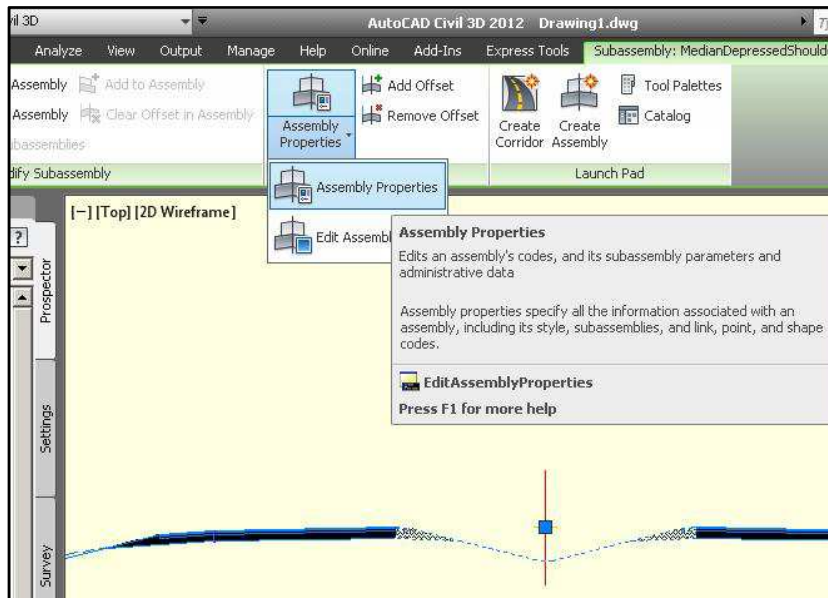 vil 3D
AutoCAD Civil 3D 2012 Drawing1.dwg
Analyze View Output Manage Help Online Add-Ins Express Tools Subassembly: MedianDepressedShould
Assembly Add to Assembly
Assembly Clear Offset in Assembly
ubassemblies
dify Subassembly
Assembly
Properties
Add Offset
Remove Offset
Create
Corridor
Create
Assembly
Tool Palettes
Catalog
Launch Pad
Assembly Properties
Edit Assembl
[−] [Top] [2D Wireframe]
?
Prospector
Settings
Survey
Assembly Properties
Edits an assembly's codes, and its subassembly parameters and
administrative data
Assembly properties specify all the information associated with an
assembly, including its style, subassemblies, and link, point, and shape
codes.
EditAssemblyProperties
Press F1 for more help